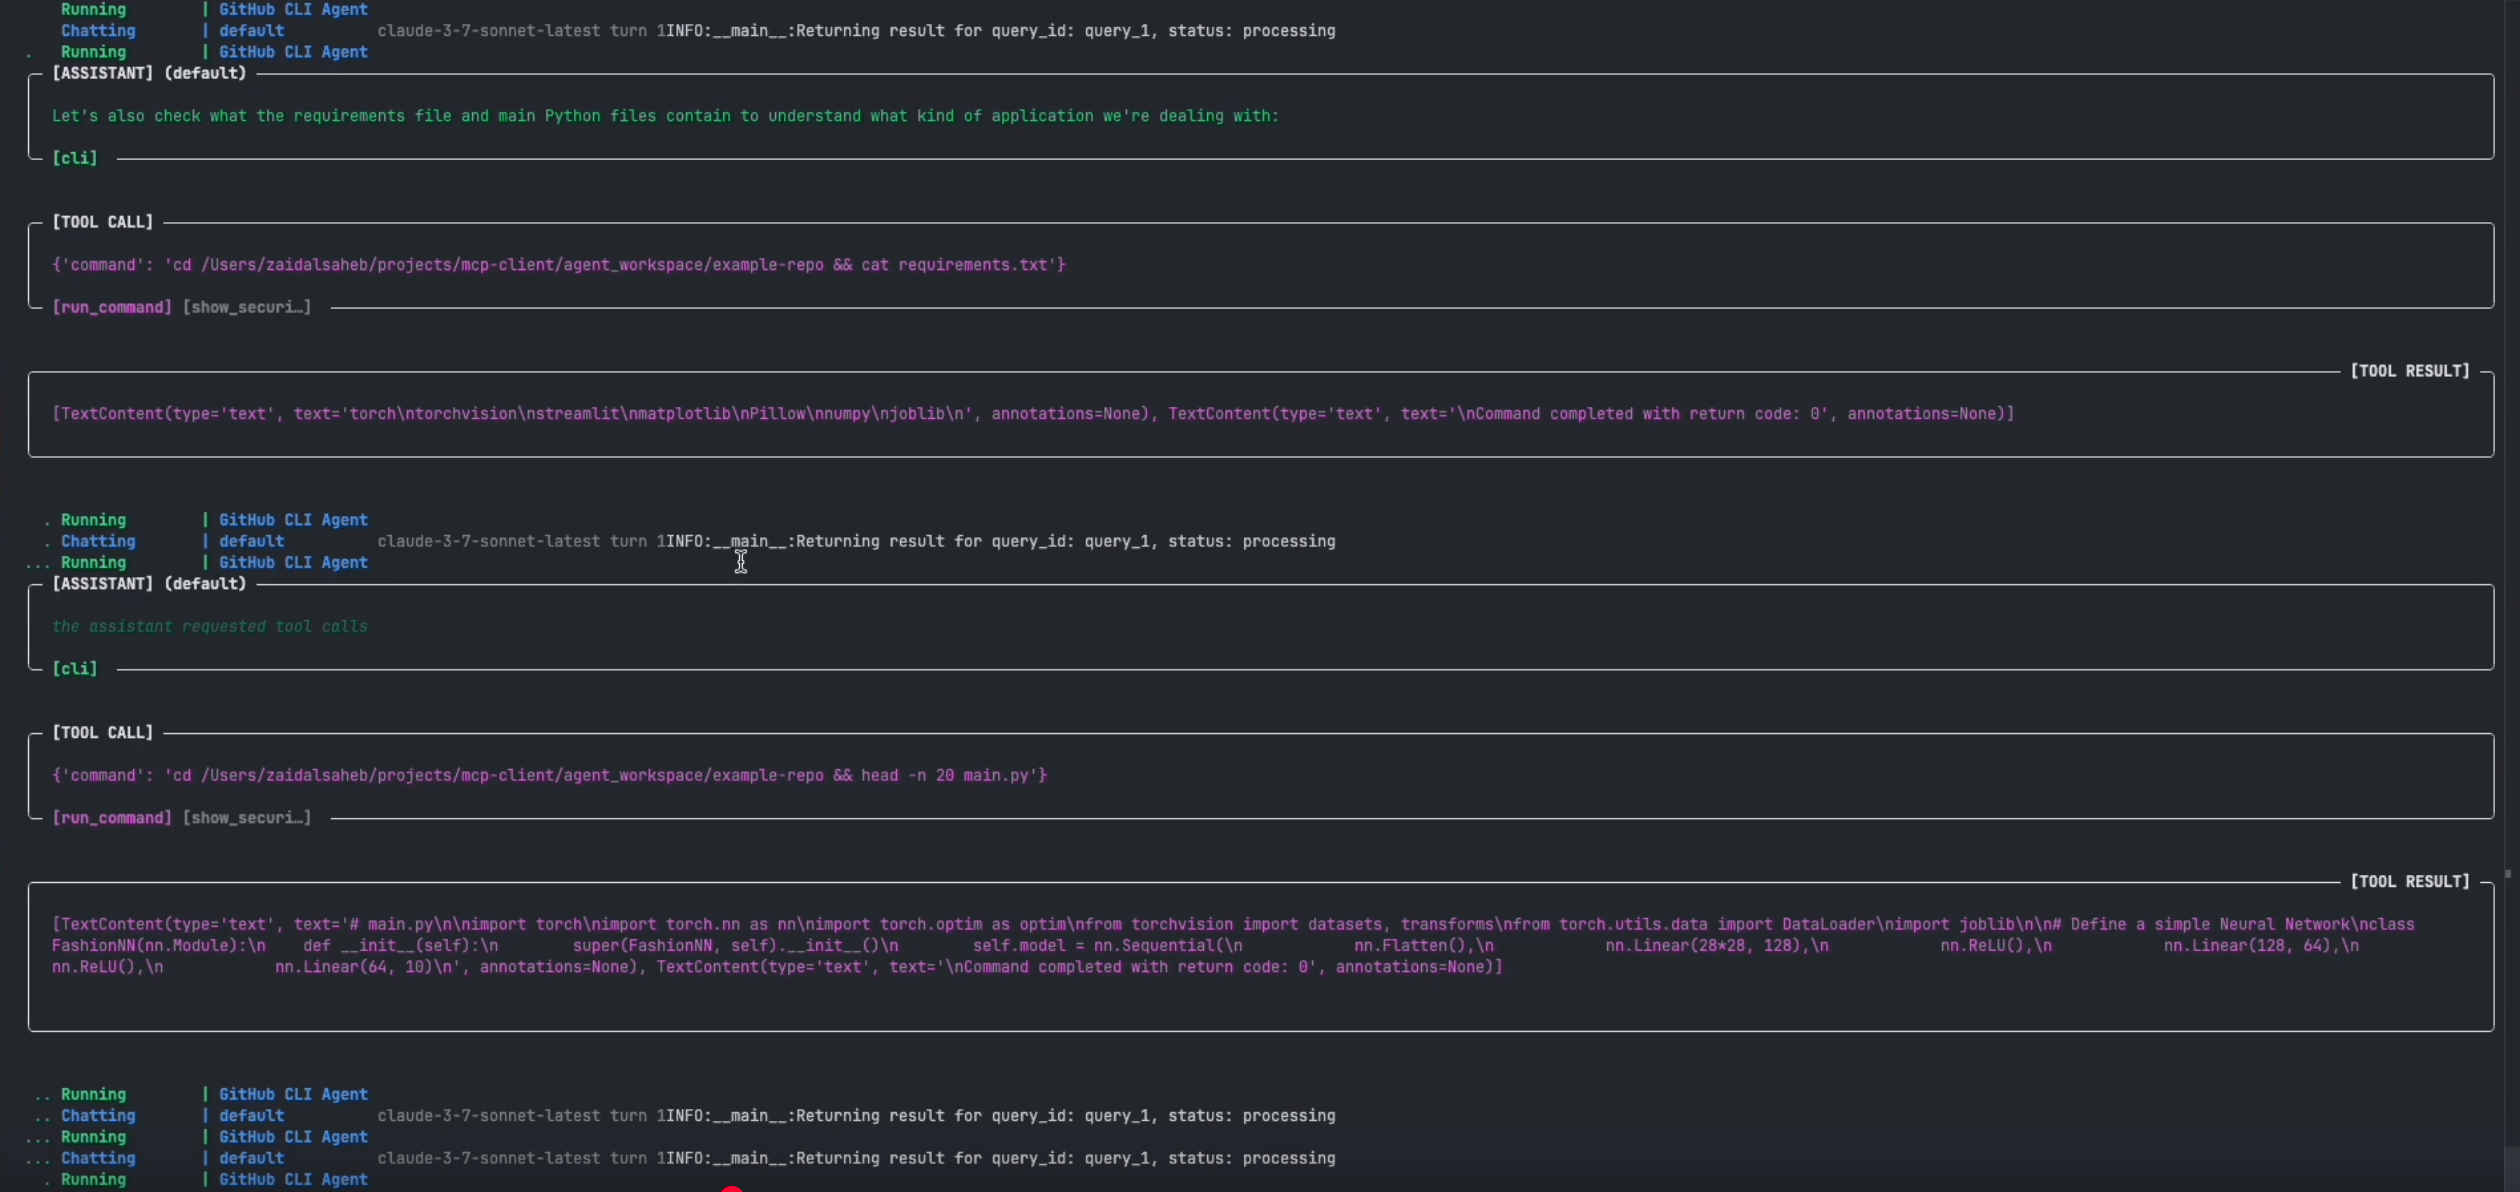 Running | GitHub CLI Agent
Chatting | default claude-3-7-sonnet-latest turn 1INFO:__main__:Returning result for query_id: query_1, status: processing
. Running | GitHub CLI Agent
[ASSISTANT] (default)
Let's also check what the requirements file and main Python files contain to understand what kind of application we're dealing with:
[cli]
[TOOL CALL]
{'command': 'cd /Users/zaidalsaheb/projects/mcp-client/agent_workspace/example-repo && cat requirements.txt'}
[run_command] [show_securi…]
[TOOL RESULT]
[TextContent(type='text', text='torch\ntorchvision\nstreamlit\nmatplotlib\nPillow\nnumpy\njoblib\n', annotations=None), TextContent(type='text', text='\nCommand completed with return code: 0', annotations=None)]
. Running | GitHub CLI Agent
. Chatting | default claude-3-7-sonnet-latest turn 1INFO:__main__:Returning result for query_id: query_1, status: processing
... Running | GitHub CLI Agent
[ASSISTANT] (default)
the assistant requested tool calls
[cli]
[TOOL CALL]
{'command': 'cd /Users/zaidalsaheb/projects/mcp-client/agent_workspace/example-repo && head -n 20 main.py'}
[run_command] [show_securi…]
[TOOL RESULT]
[TextContent(type='text', text='# main.py\n\nimport torch\nimport torch.nn as nn\nimport torch.optim as optim\nfrom torchvision import datasets, transforms\nfrom torch.utils.data import DataLoader\nimport joblib\n\n# Define a simple Neural Network\nclass
FashionNN(nn.Module):\n    def __init__(self):\n        super(FashionNN, self).__init__()\n        self.model = nn.Sequential(\n            nn.Flatten(),\n            nn.Linear(28*28, 128),\n            nn.ReLU(),\n            nn.Linear(128, 64),\n
nn.ReLU(),\n            nn.Linear(64, 10)\n', annotations=None), TextContent(type='text', text='\nCommand completed with return code: 0', annotations=None)]
.. Running | GitHub CLI Agent
.. Chatting | default claude-3-7-sonnet-latest turn 1INFO:__main__:Returning result for query_id: query_1, status: processing
... Running | GitHub CLI Agent
... Chatting | default claude-3-7-sonnet-latest turn 1INFO:__main__:Returning result for query_id: query_1, status: processing
. Running | GitHub CLI Agent